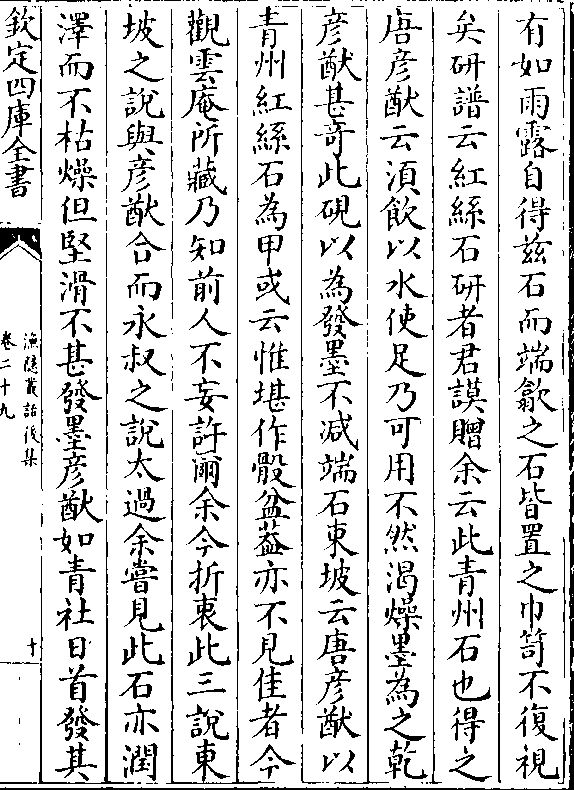 有如雨露自得兹石而端歙之石皆置之巾笥不復視
矣研譜云紅絲石研者君謨贈余云此青州石也得之
唐彦猷云湏飲以水使足乃可用不然渴燥墨為之乾
彦猷甚竒此硯以為發墨不减端石東坡云唐彦猷以
青州紅絲石為甲或云惟堪作骰盆葢亦不見佳者今
觀雲庵所藏乃知前人不妄許爾余今折衷此三說東
坡之說與彦猷合而永叔之說太過余嘗見此石亦潤
澤而不枯燥但堅滑不甚發墨彦猷如青社日首發其
欽定四庫全書
漁隱叢話後集
卷二十九
十